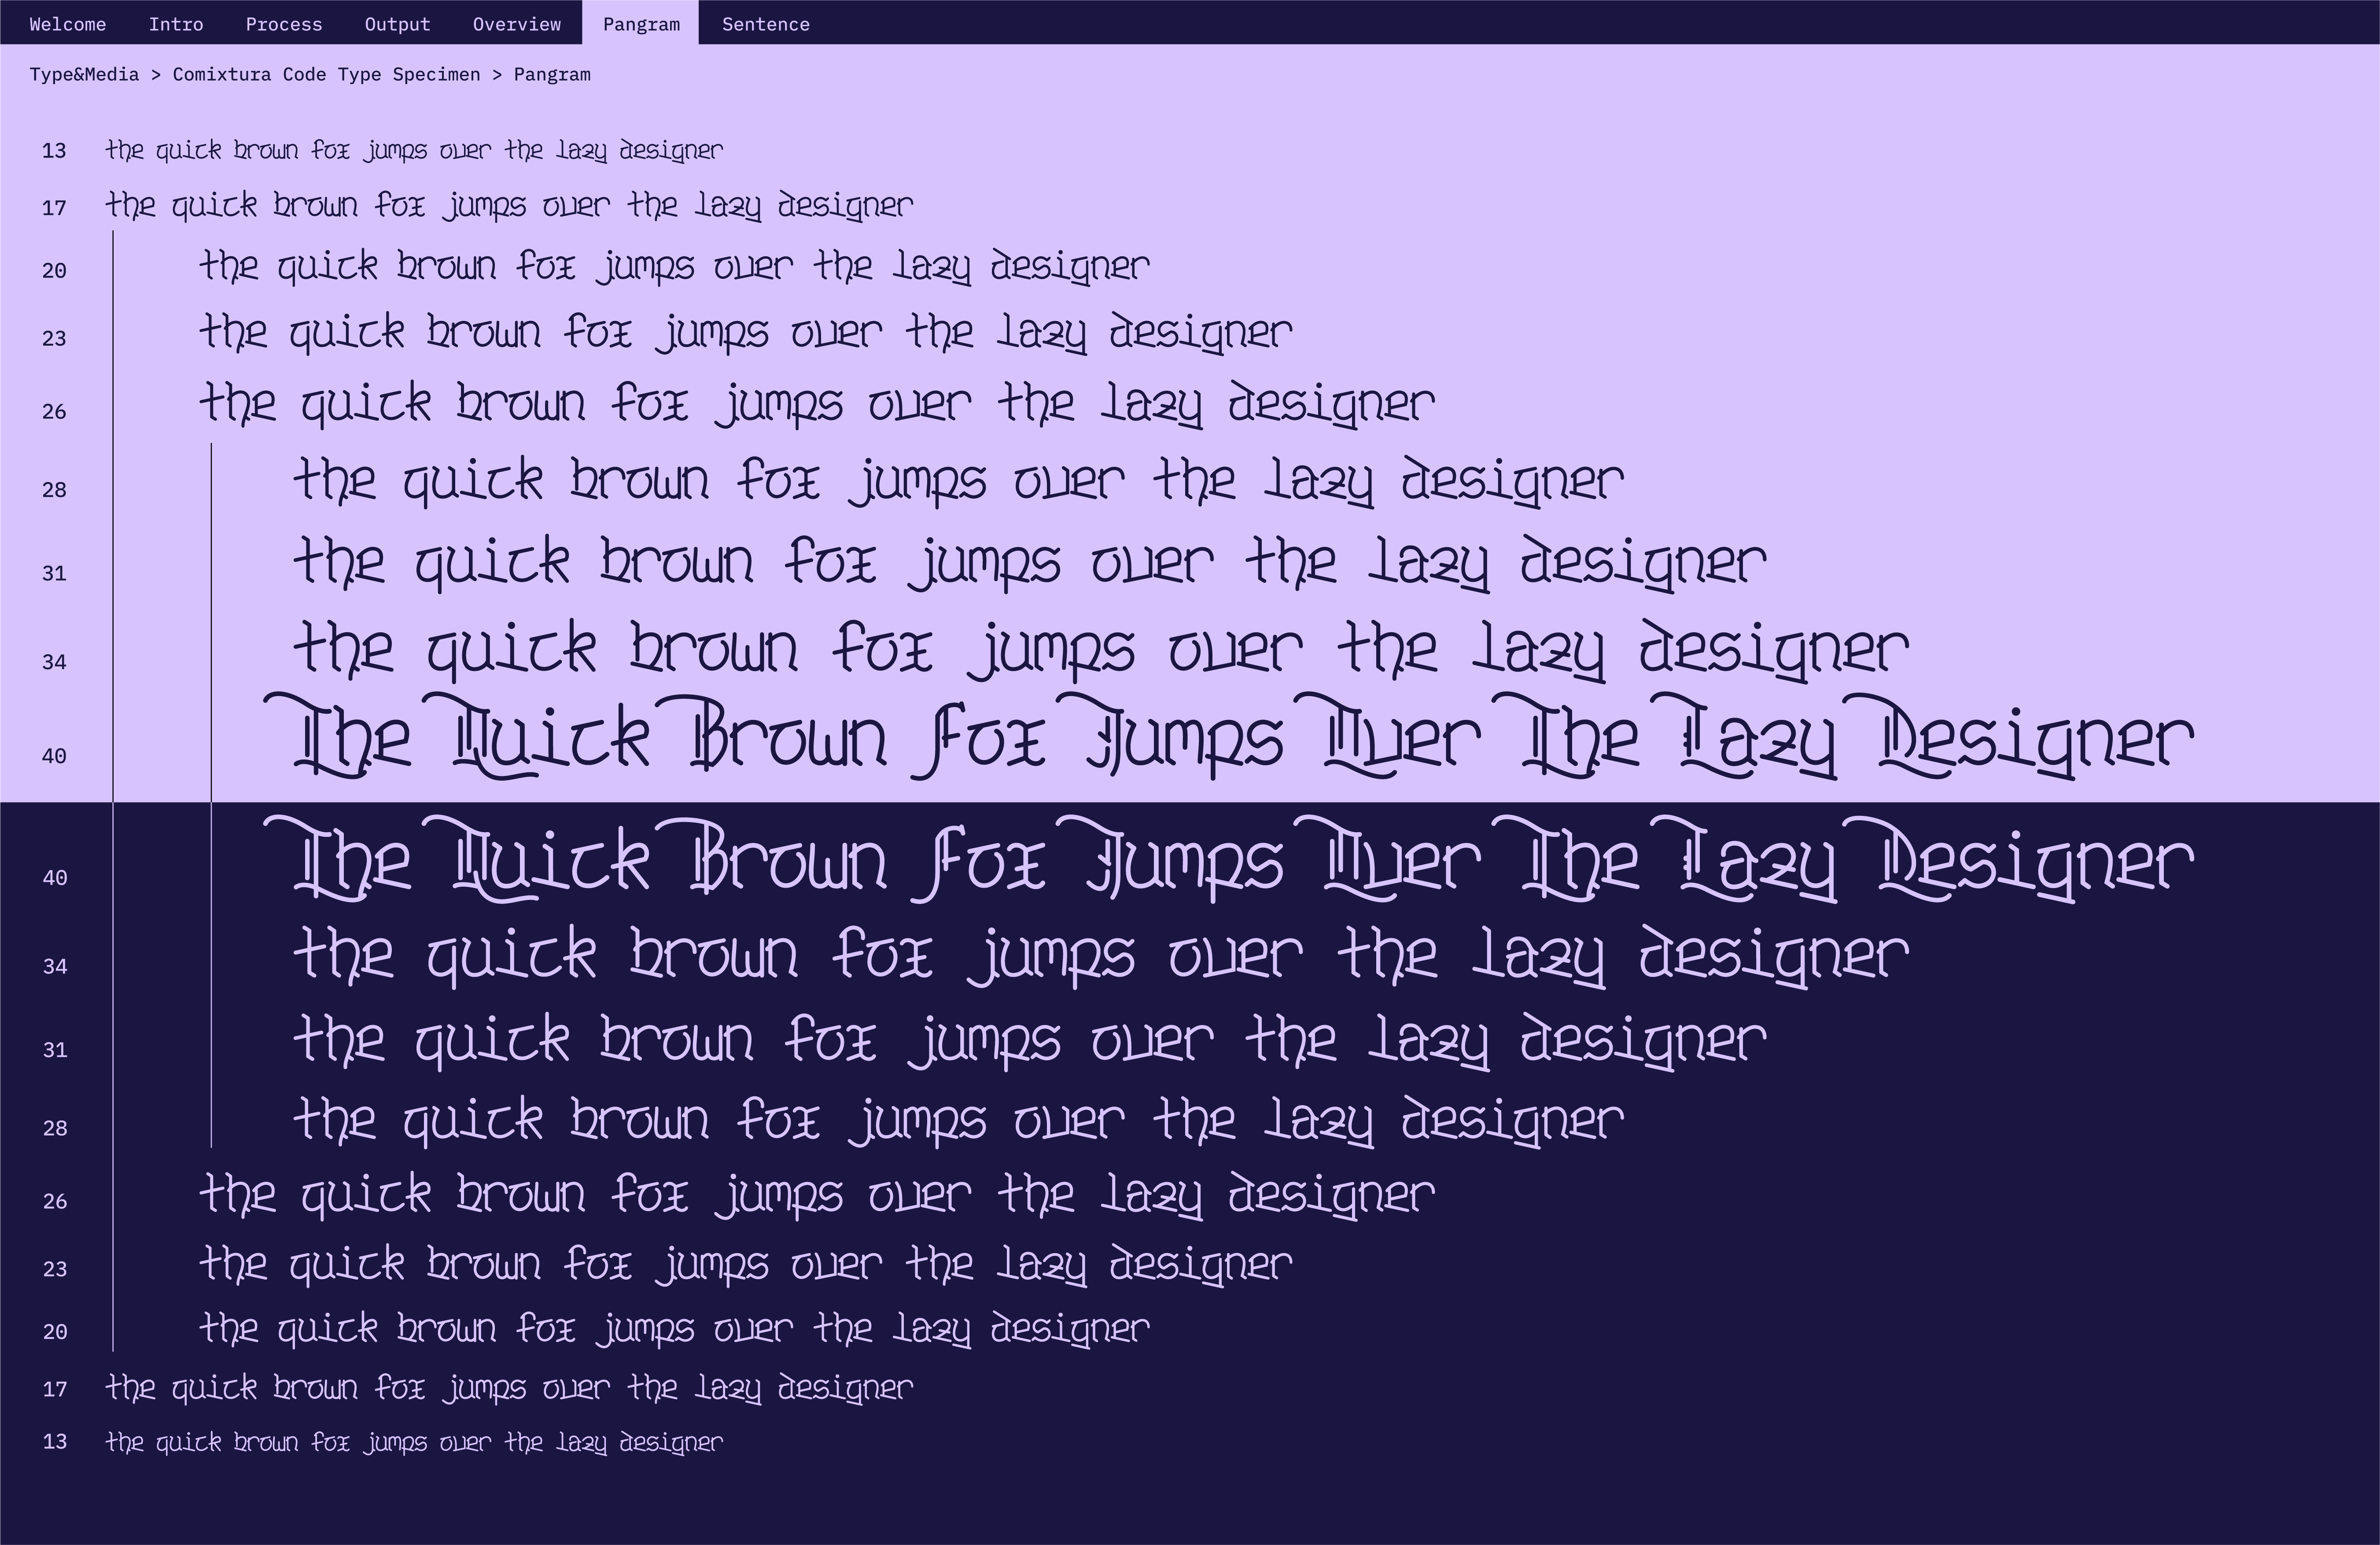 Welcome Intro Process Output Overview Pangram Sentence
Type&Media > Comixtura Code Type Specimen > Pangram
13 the quick brown fox jumps over the lazy designer
17 the quick brown fox jumps over the lazy designer
20 the quick brown fox jumps over the lazy designer
23 the quick brown fox jumps over the lazy designer
26 the quick brown fox jumps over the lazy designer
28 the quick brown fox jumps over the lazy designer
31 the quick brown fox jumps over the lazy designer
34 the quick brown fox jumps over the lazy designer
40 The Quick Brown Fox Jumps Over The Lazy Designer
40 The Quick Brown Fox Jumps Over The Lazy Designer
34 the quick brown fox jumps over the lazy designer
31 the quick brown fox jumps over the lazy designer
28 the quick brown fox jumps over the lazy designer
26 the quick brown fox jumps over the lazy designer
23 the quick brown fox jumps over the lazy designer
20 the quick brown fox jumps over the lazy designer
17 the quick brown fox jumps over the lazy designer
13 the quick brown fox jumps over the lazy designer